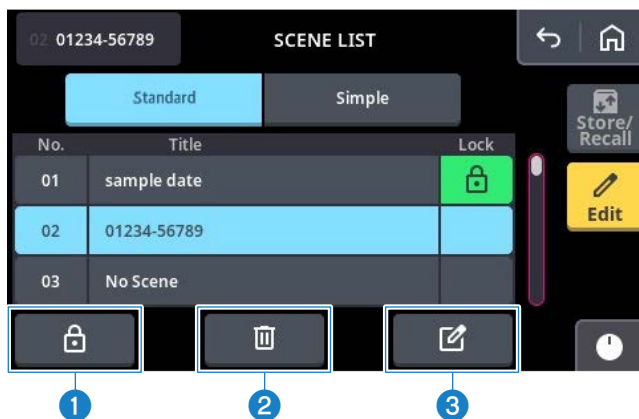 02 01234-56789
SCENE LIST
Standard
Simple
Store/
Recall
No.
Title
Lock
01
sample date
Edit
02
01234-56789
03
No Scene
1
2
3